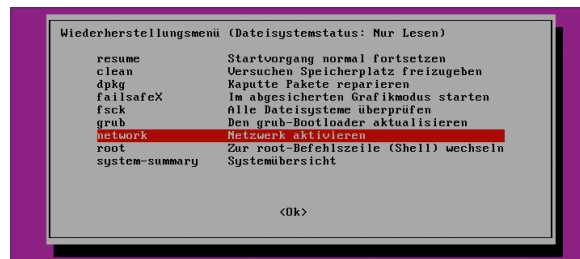 Wiederherstellungsmenü (Dateisystemstatus: Nur Lesen)
resume Startvorgang normal fortsetzen
clean Versuchen Speicherplatz freizugeben
dpkg Kaputte Pakete reparieren
failsafeX Im abgesicherten Grafikmodus starten
fsck Alle Dateisysteme überprüfen
grub Den grub-Bootloader aktualisieren
network Netzwerk aktivieren
root Zur root-Befehlszeile (Shell) wechseln
system-summary Systemübersicht
<Ok>